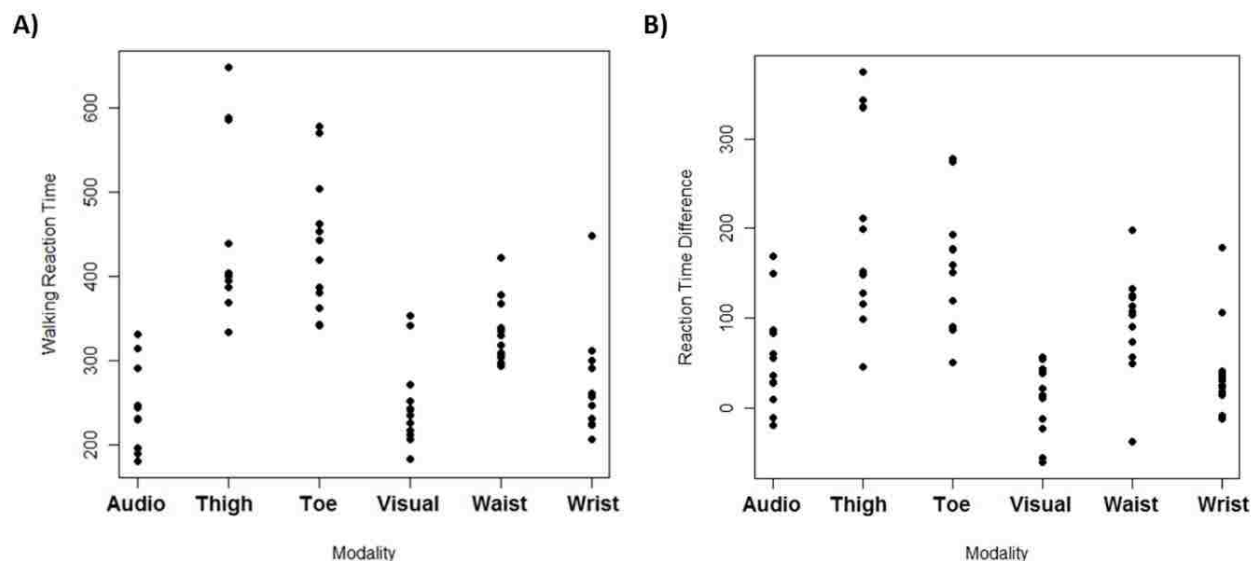 A)
Walking Reaction Time
600
500
400
300
200
Audio Thigh Toe Visual Waist Wrist
Modality
B)
Reaction Time Difference
300
200
100
0
Audio Thigh Toe Visual Waist Wrist
Modality